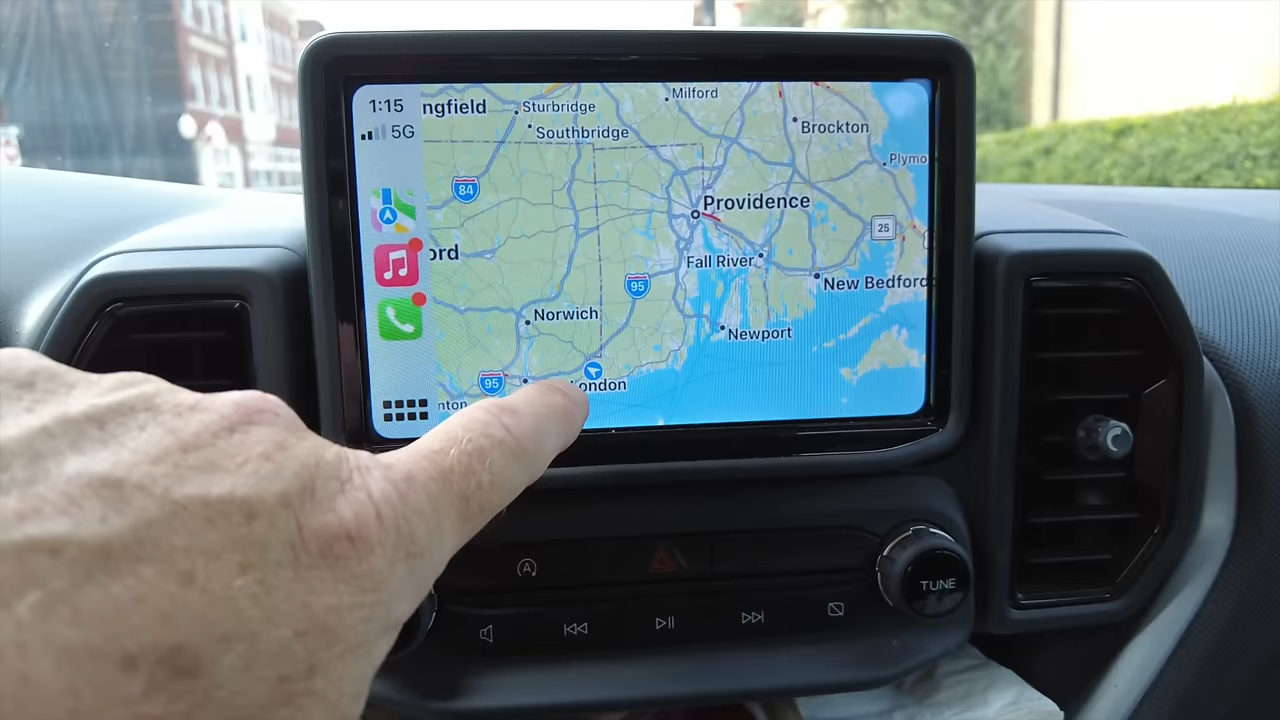 1:15
5G
ngfield
Sturbridge
Milford
Southbridge
Brockton
Plymo
84
Providence
25
ord
Fall River
95
New Bedford
Norwich
Newport
95
ondon
nton
A
TUNE